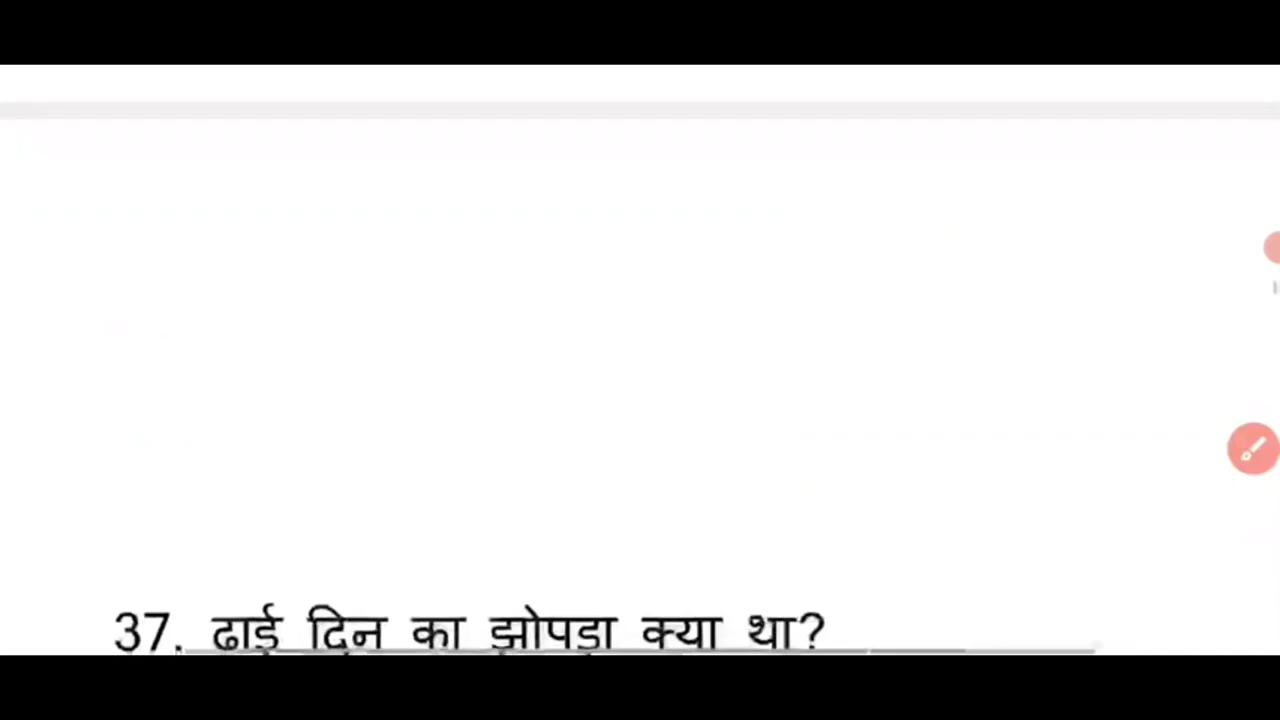 37. ढाई दिन का झोपड़ा क्या था?